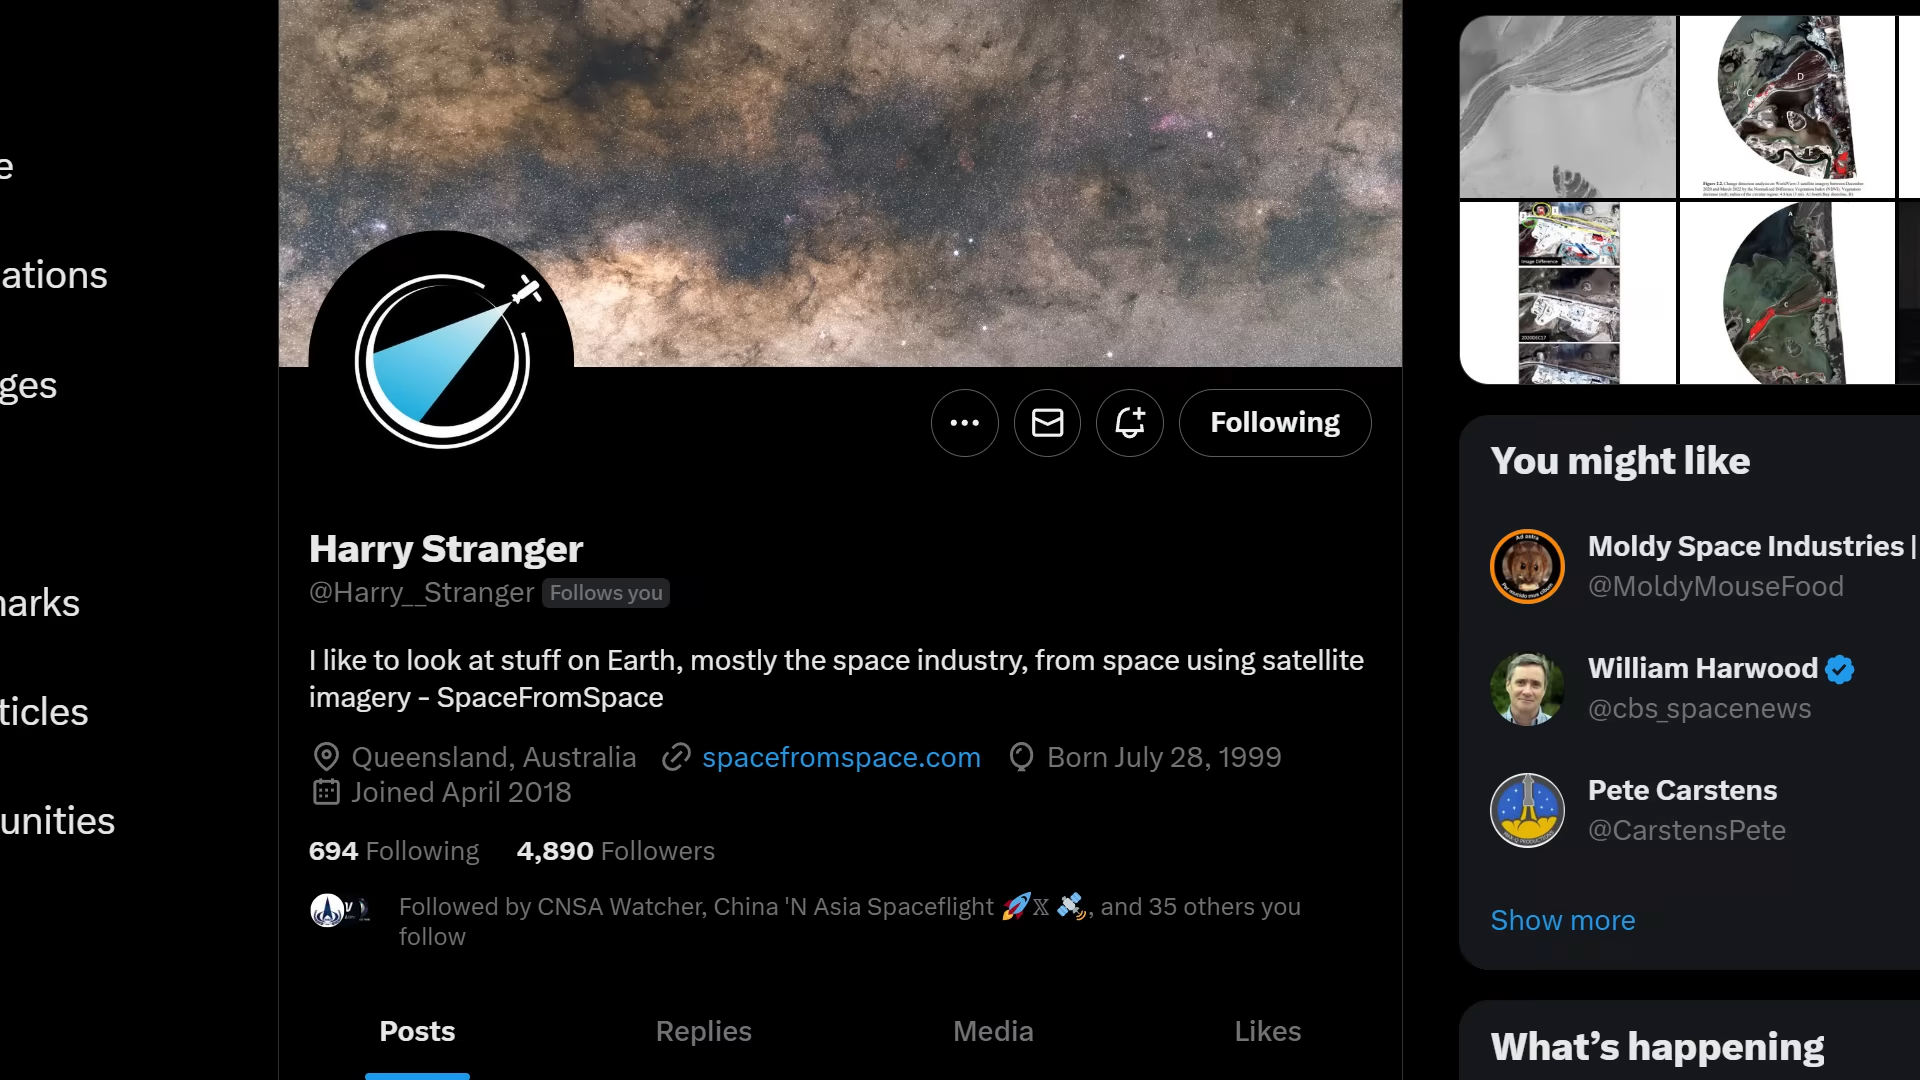 e
ations
ges
narks
ticles
unities
Following
Harry Stranger
@Harry__Stranger Follows you
I like to look at stuff on Earth, mostly the space industry, from space using satellite
imagery - SpaceFromSpace
Queensland, Australia spacefromspace.com Born July 28, 1999
Joined April 2018
694 Following 4,890 Followers
Followed by CNSA Watcher, China 'N Asia Spaceflight 🚀𝕏 🛰️, and 35 others you
follow
Posts Replies Media Likes
You might like
Moldy Space Industries |
@MoldyMouseFood
William Harwood
@cbs_spacenews
Pete Carstens
@CarstensPete
Show more
What's happening